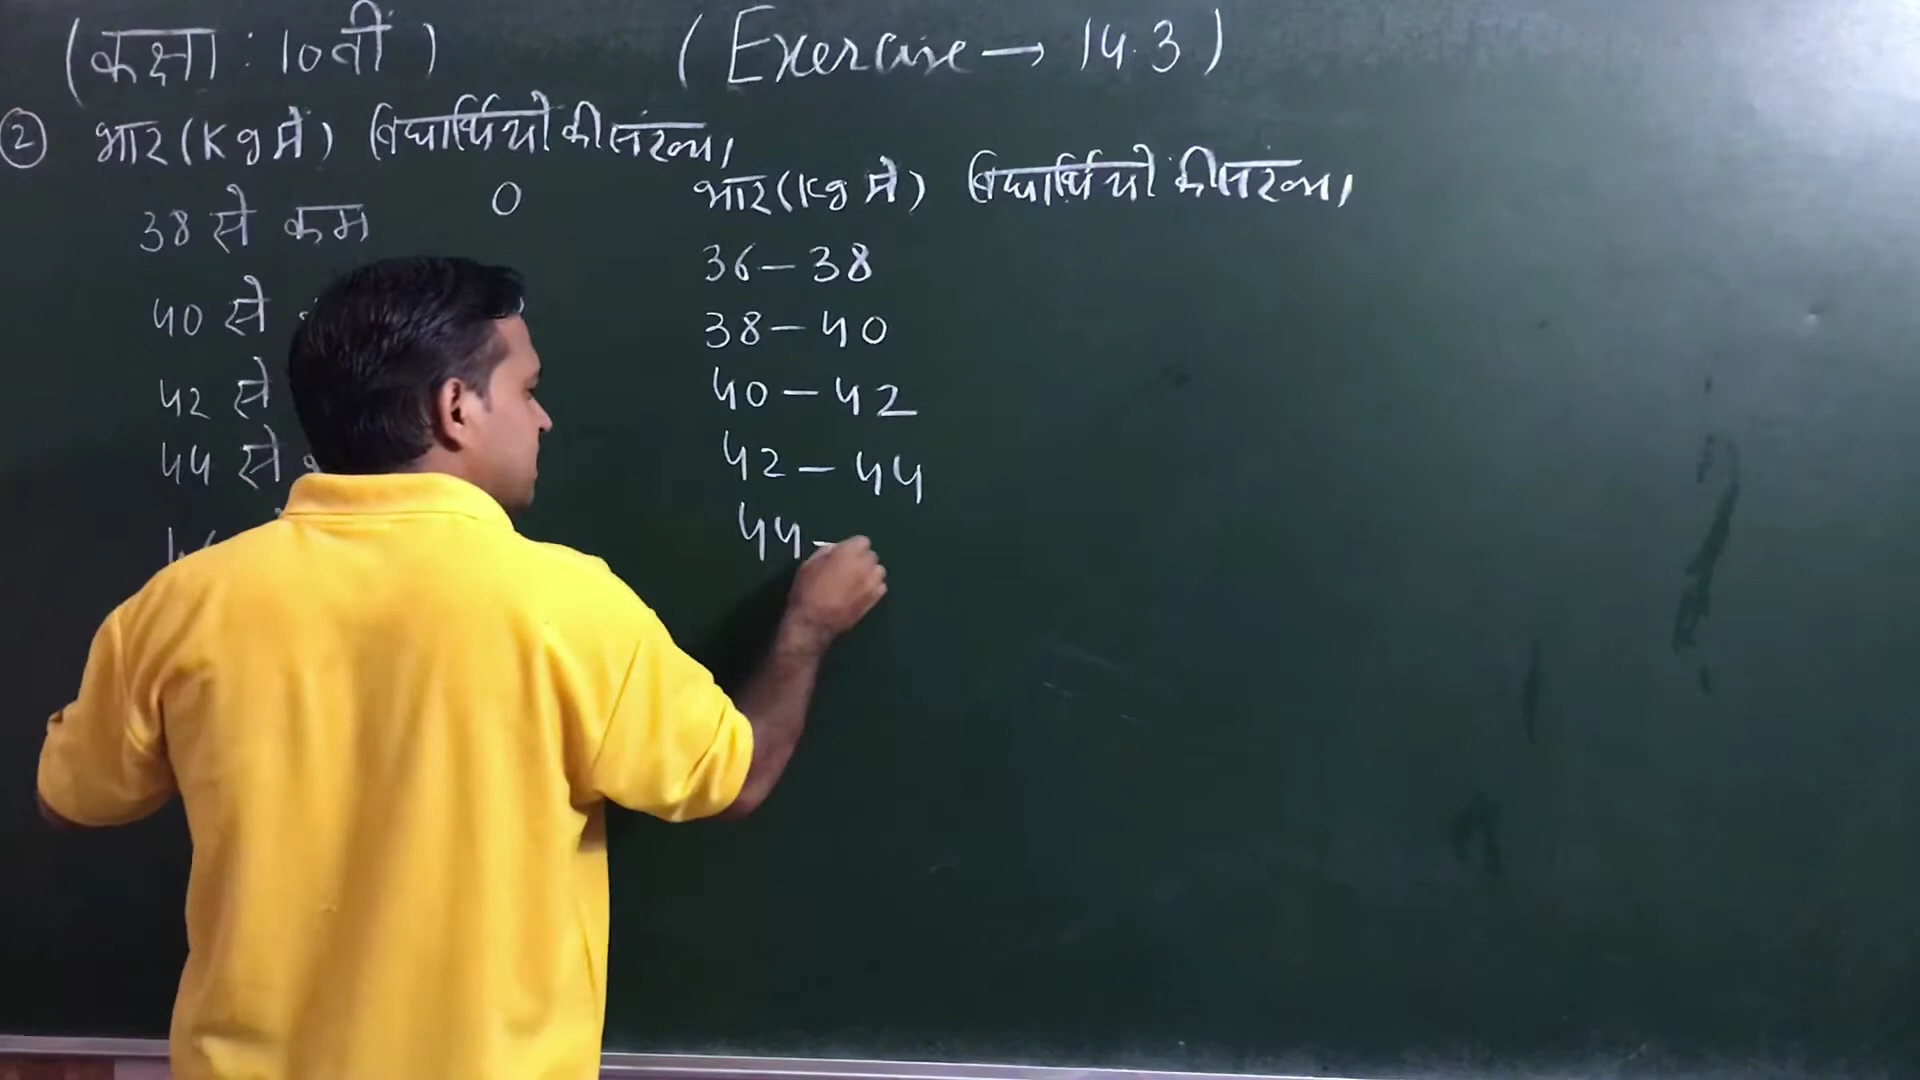 (कक्षा : 10वीं)
(Exercise → 14.3)
② भार (Kg में) विद्यार्थियों की संख्या
38 से कम 0
40 से
42 से
44 से
भार (Kg में) विद्यार्थियों की संख्या
36 – 38
38 – 40
40 – 42
42 – 44
44 –